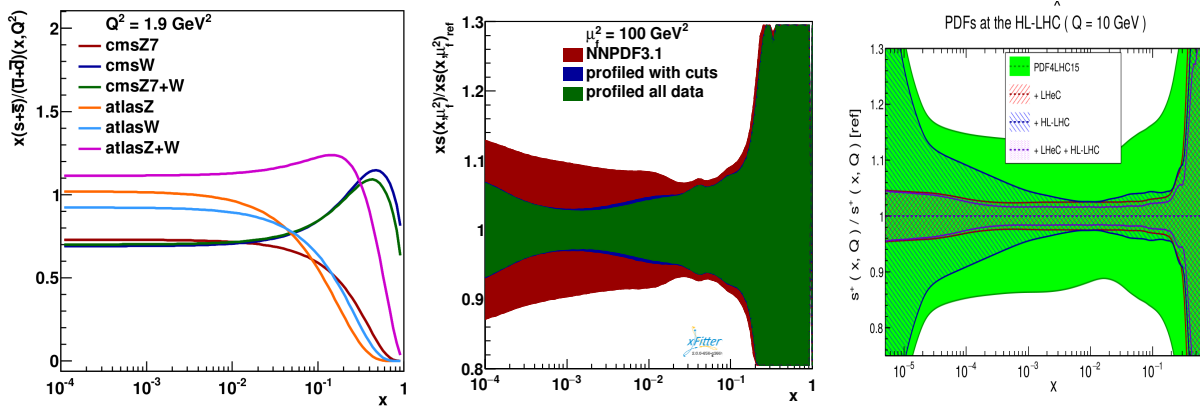 x(s+s̅)/(u̅+d̅)(x,Q²)
Q² = 1.9 GeV²
cmsZ7
cmsW
cmsZ7+W
atlasZ
atlasW
atlasZ+W
2
1.5
1
0.5
0
10⁻⁴
10⁻³
10⁻²
10⁻¹
1
x
xs(x,μ²f)/xs(x,μ²f)ref
μ²f = 100 GeV²
NNPDF3.1
profiled with cuts
profiled all data
1.3
1.2
1.1
1
0.9
0.8
xFitter
10⁻⁴
10⁻³
10⁻²
10⁻¹
1
x
PDFs at the HL-LHC ( Q = 10 GeV )
s⁺ ( x, Q ) / s⁺ ( x, Q ) [ref]
PDF4LHC15
+ LHeC
+ HL-LHC
+ LHeC + HL-LHC
1.3
1.2
1.1
1
0.9
0.8
10⁻⁵
10⁻⁴
10⁻³
10⁻²
10⁻¹
x